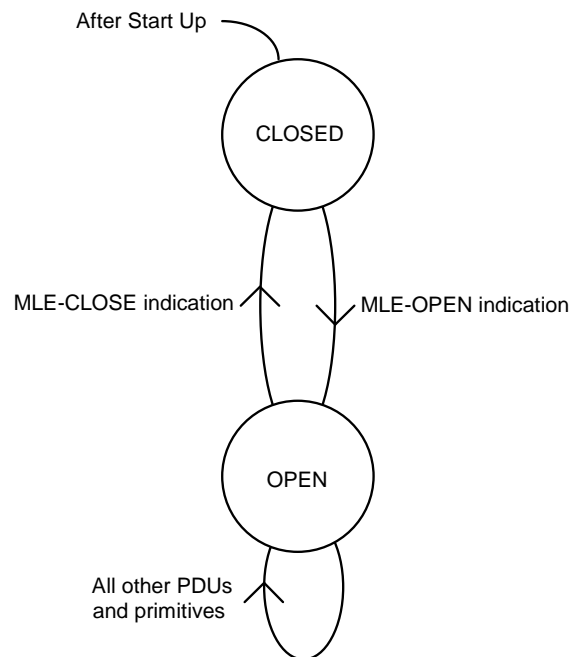 After Start Up
CLOSED
MLE-CLOSE indication
MLE-OPEN indication
OPEN
All other PDUs
and primitives